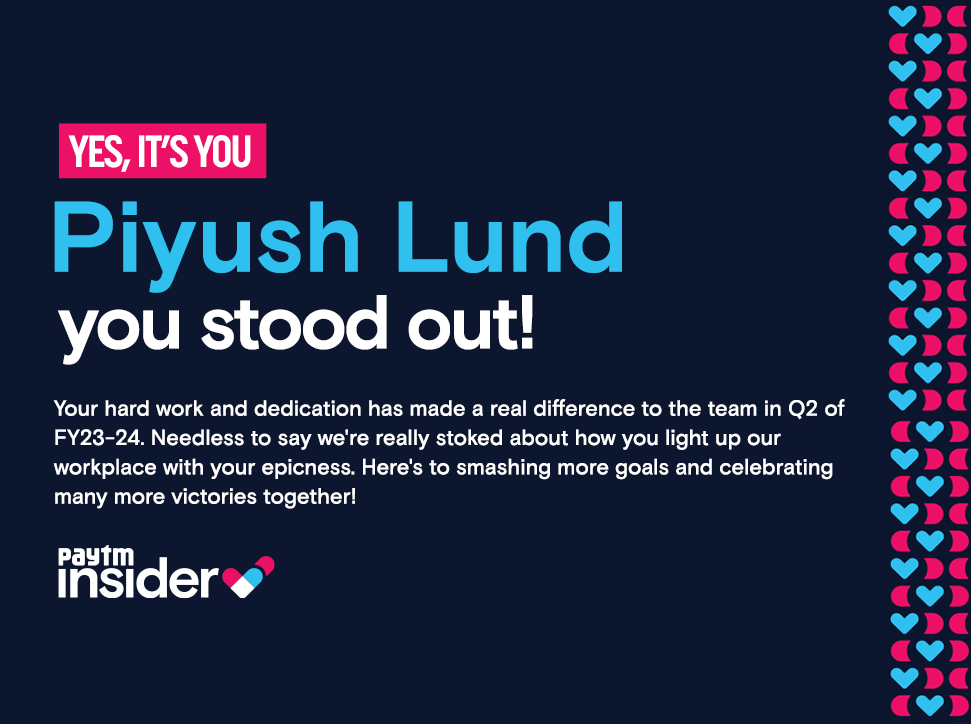 YES, IT'S YOU
Piyush Lund
you stood out!
Your hard work and dedication has made a real difference to the team in Q2 of
FY23-24. Needless to say we're really stoked about how you light up our
workplace with your epicness. Here's to smashing more goals and celebrating
many more victories together!
paytm
insider